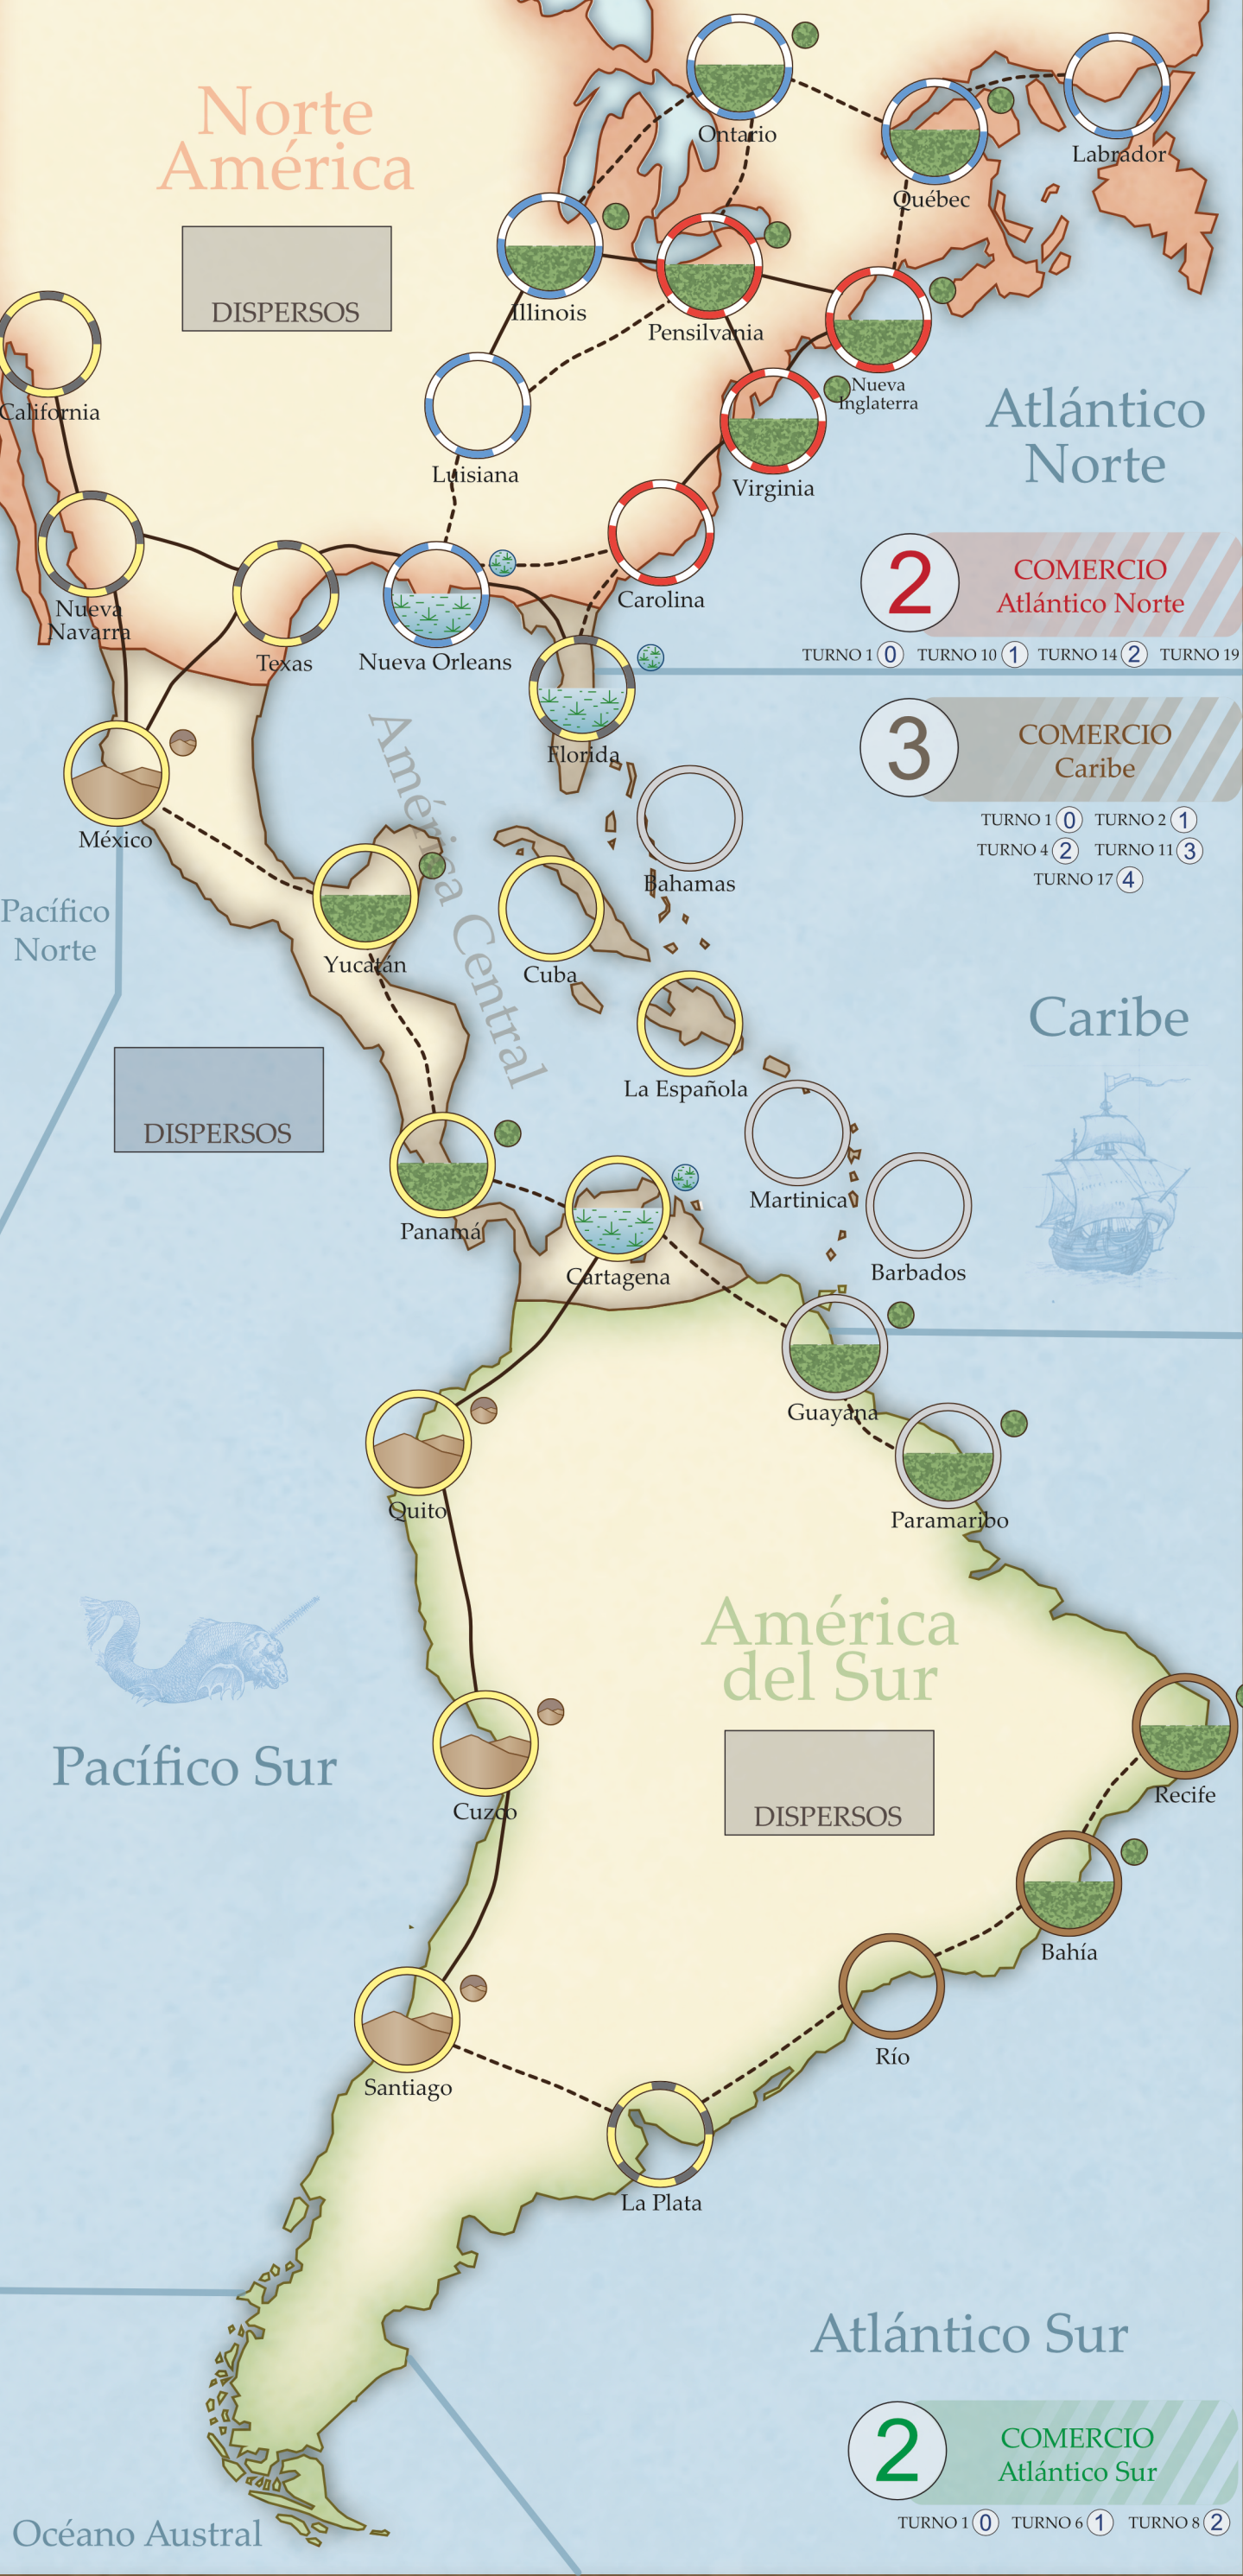 Ontario
Québec
Labrador
Norte
América
DISPERSOS
Illinois
Pensilvania
Nueva
Inglaterra
California
Luisiana
Virginia
Atlántico
Norte
2
COMERCIO
Atlántico Norte
TURNO 1 0 TURNO 10 1 TURNO 14 2 TURNO 19
Carolina
Nueva
Navarra
Texas
Nueva Orleans
Florida
3
COMERCIO
Caribe
TURNO 1 0 TURNO 2 1
TURNO 4 2 TURNO 11 3
TURNO 17 4
México
América Central
Bahamas
Pacífico
Norte
Yucatán
Cuba
Caribe
La Española
DISPERSOS
Martinica
Panamá
Cartagena
Barbados
Guayana
Quito
Paramaribo
América
del Sur
Pacífico Sur
Recife
Cuzco
DISPERSOS
Bahía
Río
Santiago
La Plata
Atlántico Sur
2
COMERCIO
Atlántico Sur
TURNO 1 0 TURNO 6 1 TURNO 8 2
Océano Austral